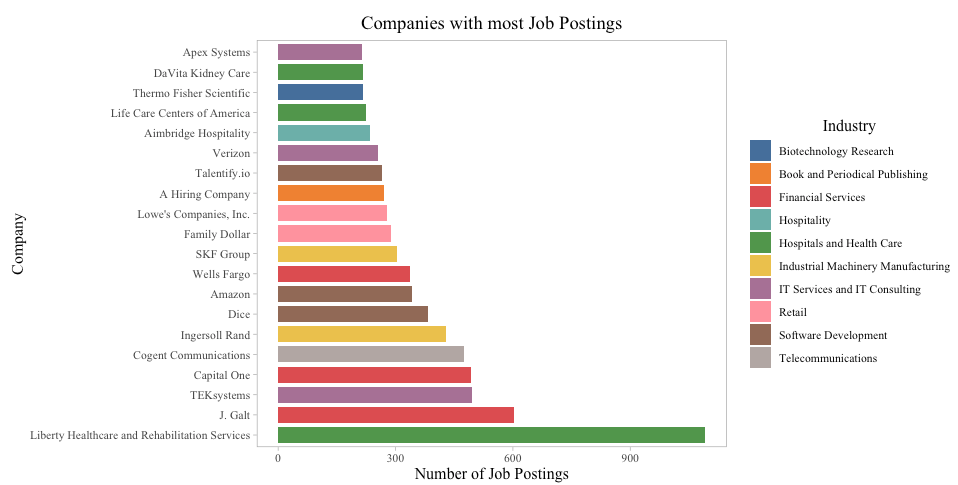 Companies with most Job Postings
Company
Apex Systems
DaVita Kidney Care
Thermo Fisher Scientific
Life Care Centers of America
Aimbridge Hospitality
Verizon
Talentify.io
A Hiring Company
Lowe's Companies, Inc.
Family Dollar
SKF Group
Wells Fargo
Amazon
Dice
Ingersoll Rand
Cogent Communications
Capital One
TEKsystems
J. Galt
Liberty Healthcare and Rehabilitation Services
0 300 600 900
Number of Job Postings
Industry
Biotechnology Research
Book and Periodical Publishing
Financial Services
Hospitality
Hospitals and Health Care
Industrial Machinery Manufacturing
IT Services and IT Consulting
Retail
Software Development
Telecommunications